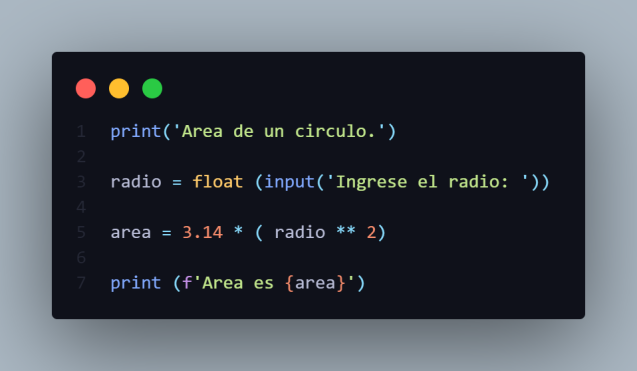 1 print('Area de un circulo.')
2
3 radio = float (input('Ingrese el radio: '))
4
5 area = 3.14 * ( radio ** 2)
6
7 print (f'Area es {area}')